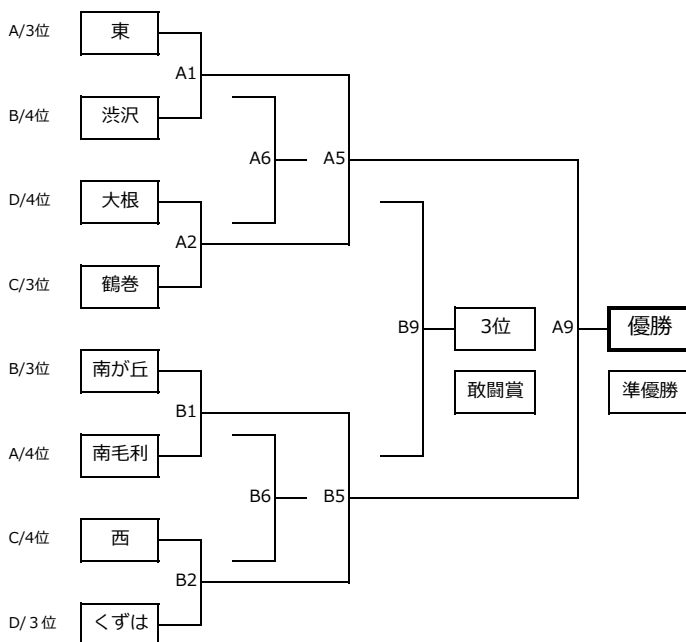 A/3位
東
A1
B/4位
渋沢
A6
A5
D/4位
大根
A2
C/3位
鶴巻
B9
3位
A9
優勝
B/3位
南が丘
敢闘賞
準優勝
B1
A/4位
南毛利
B6
B5
C/4位
西
B2
D/３位
くずは